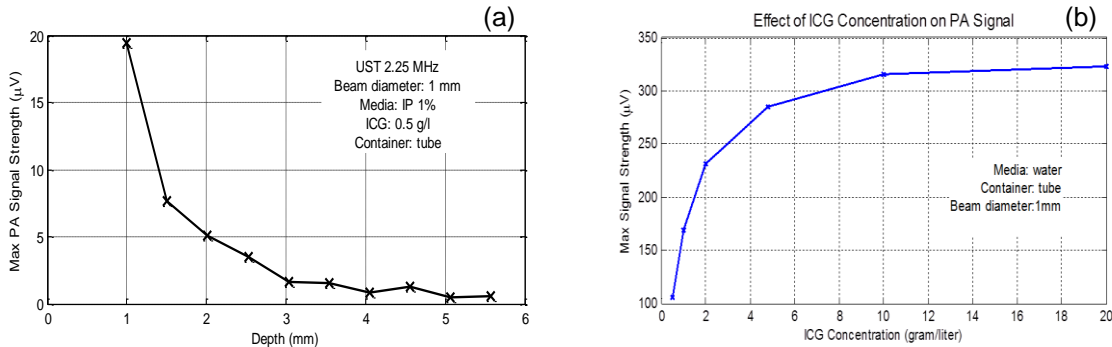 (a)
20
15
10
5
0
0 1 2 3 4 5 6
Max PA Signal Strength (μV)
Depth (mm)
UST 2.25 MHz
Beam diameter: 1 mm
Media: IP 1%
ICG: 0.5 g/l
Container: tube
Effect of ICG Concentration on PA Signal
(b)
350
300
250
200
150
100
0 2 4 6 8 10 12 14 16 18 20
Max Signal Strength (μV)
ICG Concentration (gram/liter)
Media: water
Container: tube
Beam diameter:1mm